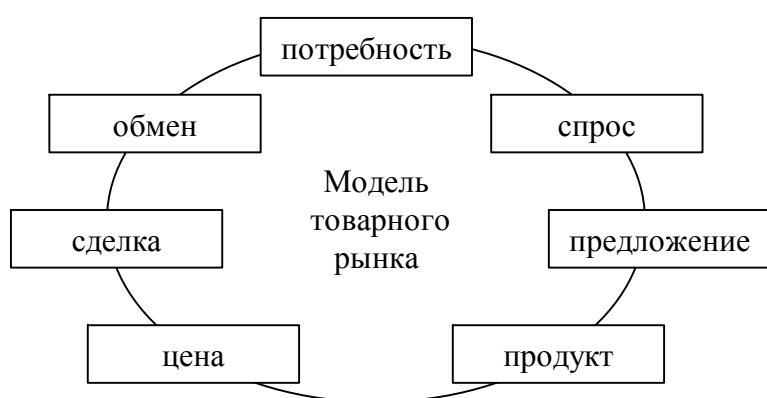 потребность
обмен
спрос
Модель
товарного
рынка
сделка
предложение
цена
продукт